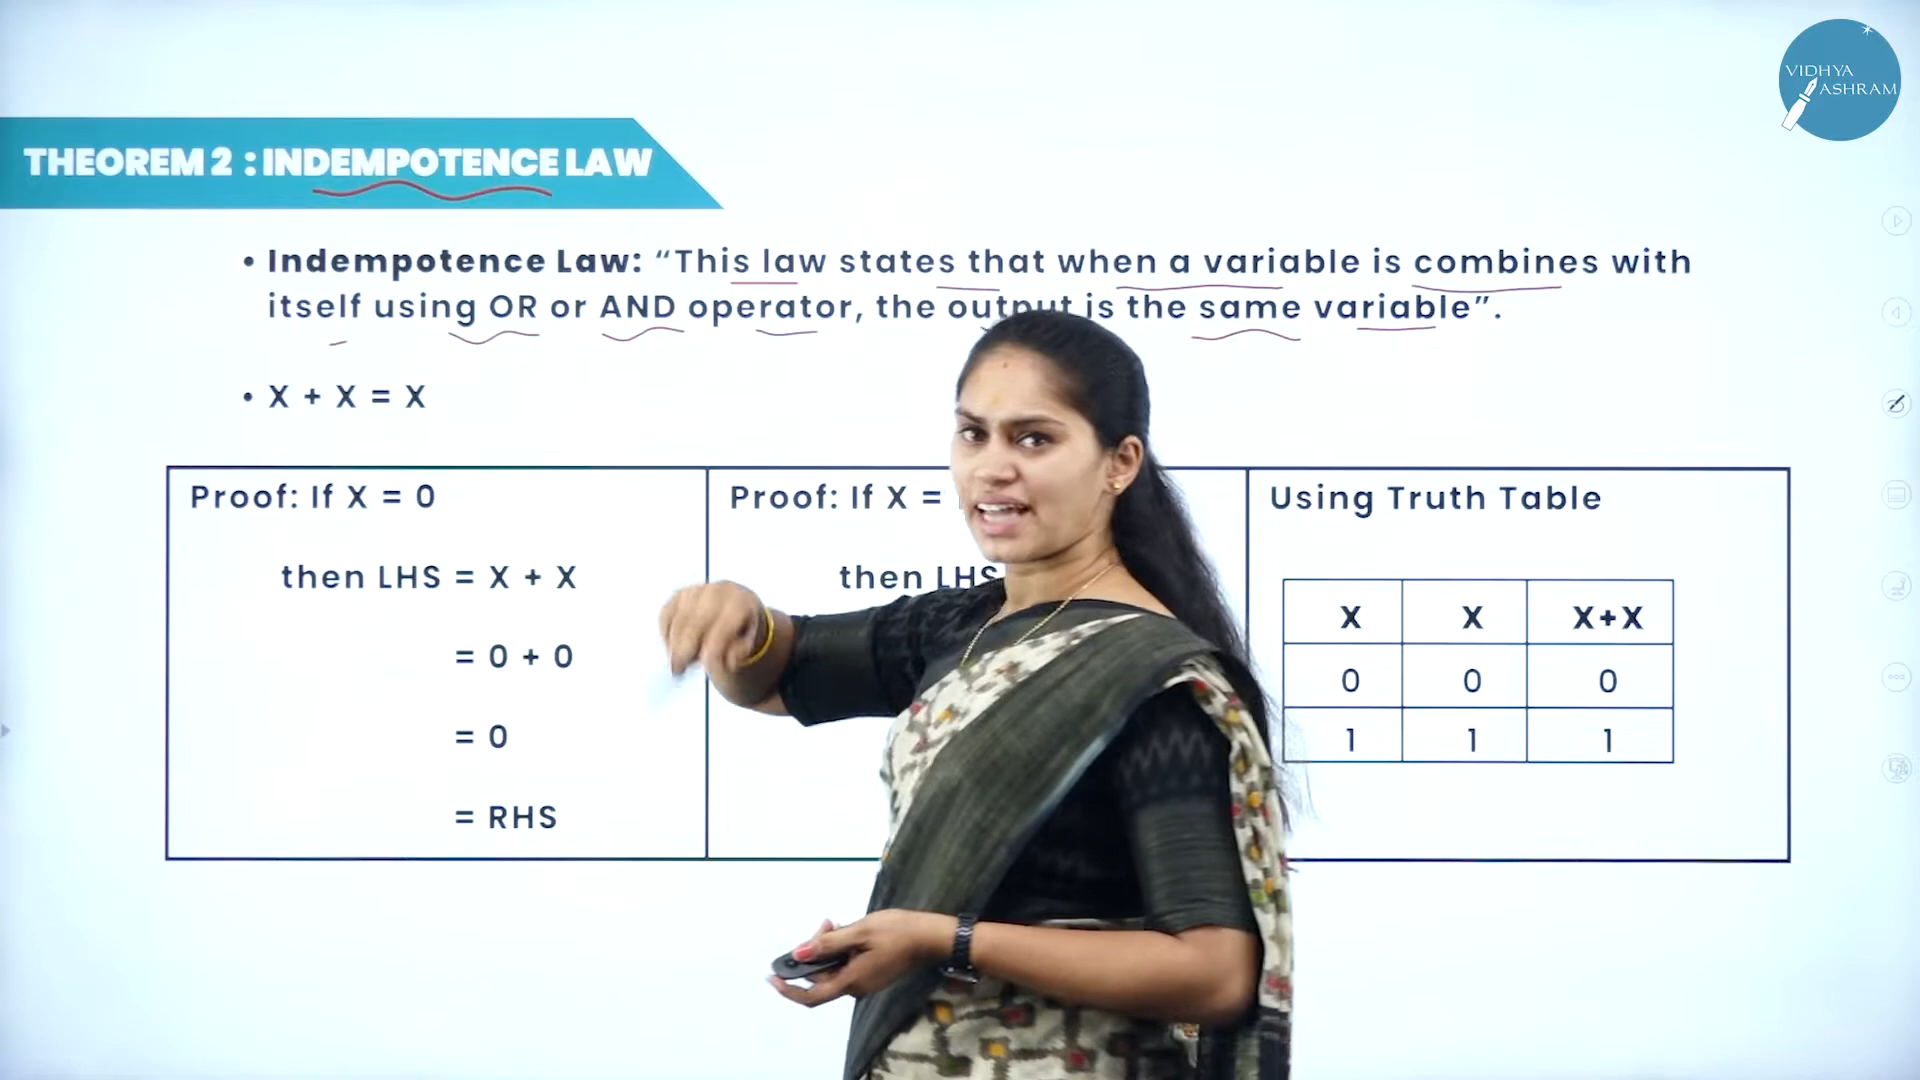 VIDHYA
ASHRAM
THEOREM 2 : INDEMPOTENCE LAW
• Indempotence Law: “This law states that when a variable is combines with
itself using OR or AND operator, the output is the same variable”.
• X + X = X
Proof: If X = 0
then LHS = X + X
= 0 + 0
= 0
= RHS
Proof: If X =
then LHS
Using Truth Table
X X X+X
0 0 0
1 1 1